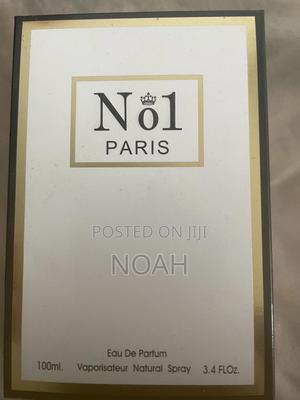 No1
PARIS
POSTED ON JIJI
NOAH
Eau De Parfum
100ml. Vaporisateur Natural Spray 3.4 FLOz.